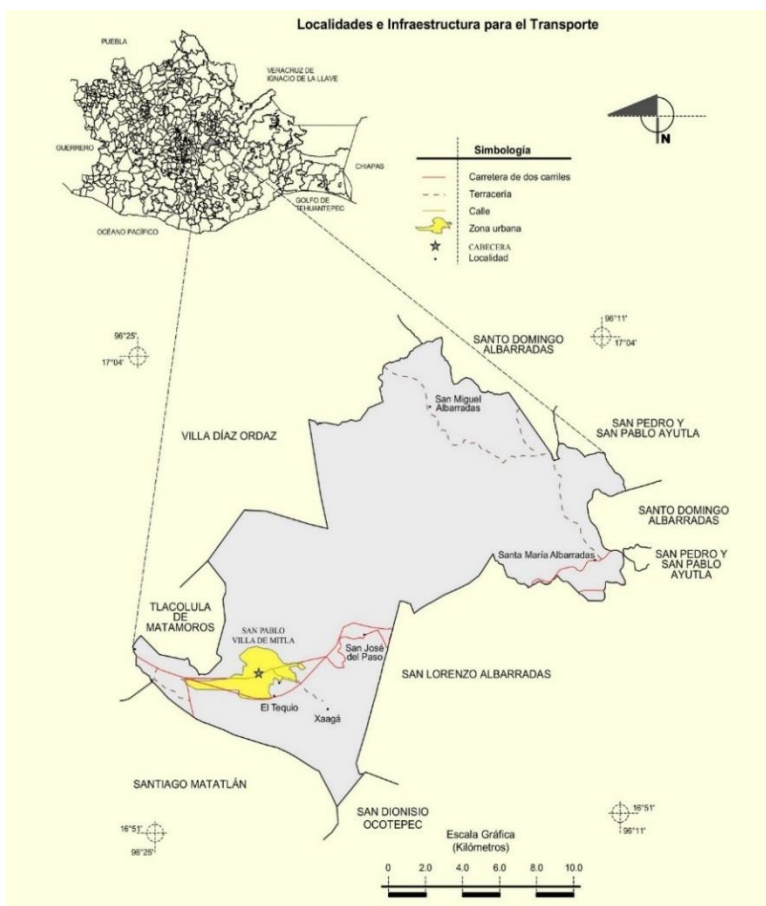 Localidades e Infraestructura para el Transporte
PUEBLA
VERACRUZ DE
IGNACIO DE LA LLAVE
GUERRERO
CHIAPAS
GOLFO DE
TEHUANTEPEC
OCÉANO PACÍFICO
N
Simbología
Carretera de dos carriles
Terracería
Calle
Zona urbana
CABECERA
Localidad
96°25'
17°04'
96°11'
17°04'
SANTO DOMINGO
ALBARRADAS
San Miguel
Albarradas
SAN PEDRO Y
SAN PABLO AYUTLA
VILLA DÍAZ ORDAZ
SANTO DOMINGO
ALBARRADAS
Santa María Albarradas
SAN PEDRO Y
SAN PABLO
AYUTLA
TLACOLULA
DE
MATAMOROS
SAN PABLO
VILLA DE MITLA
San José
del Paso
SAN LORENZO ALBARRADAS
El Tequio
Xaagá
SANTIAGO MATATLÁN
SAN DIONISIO
OCOTEPEC
16°51'
96°25'
16°51'
96°11'
Escala Gráfica
(Kilómetros)
0 2.0 4.0 6.0 8.0 10.0